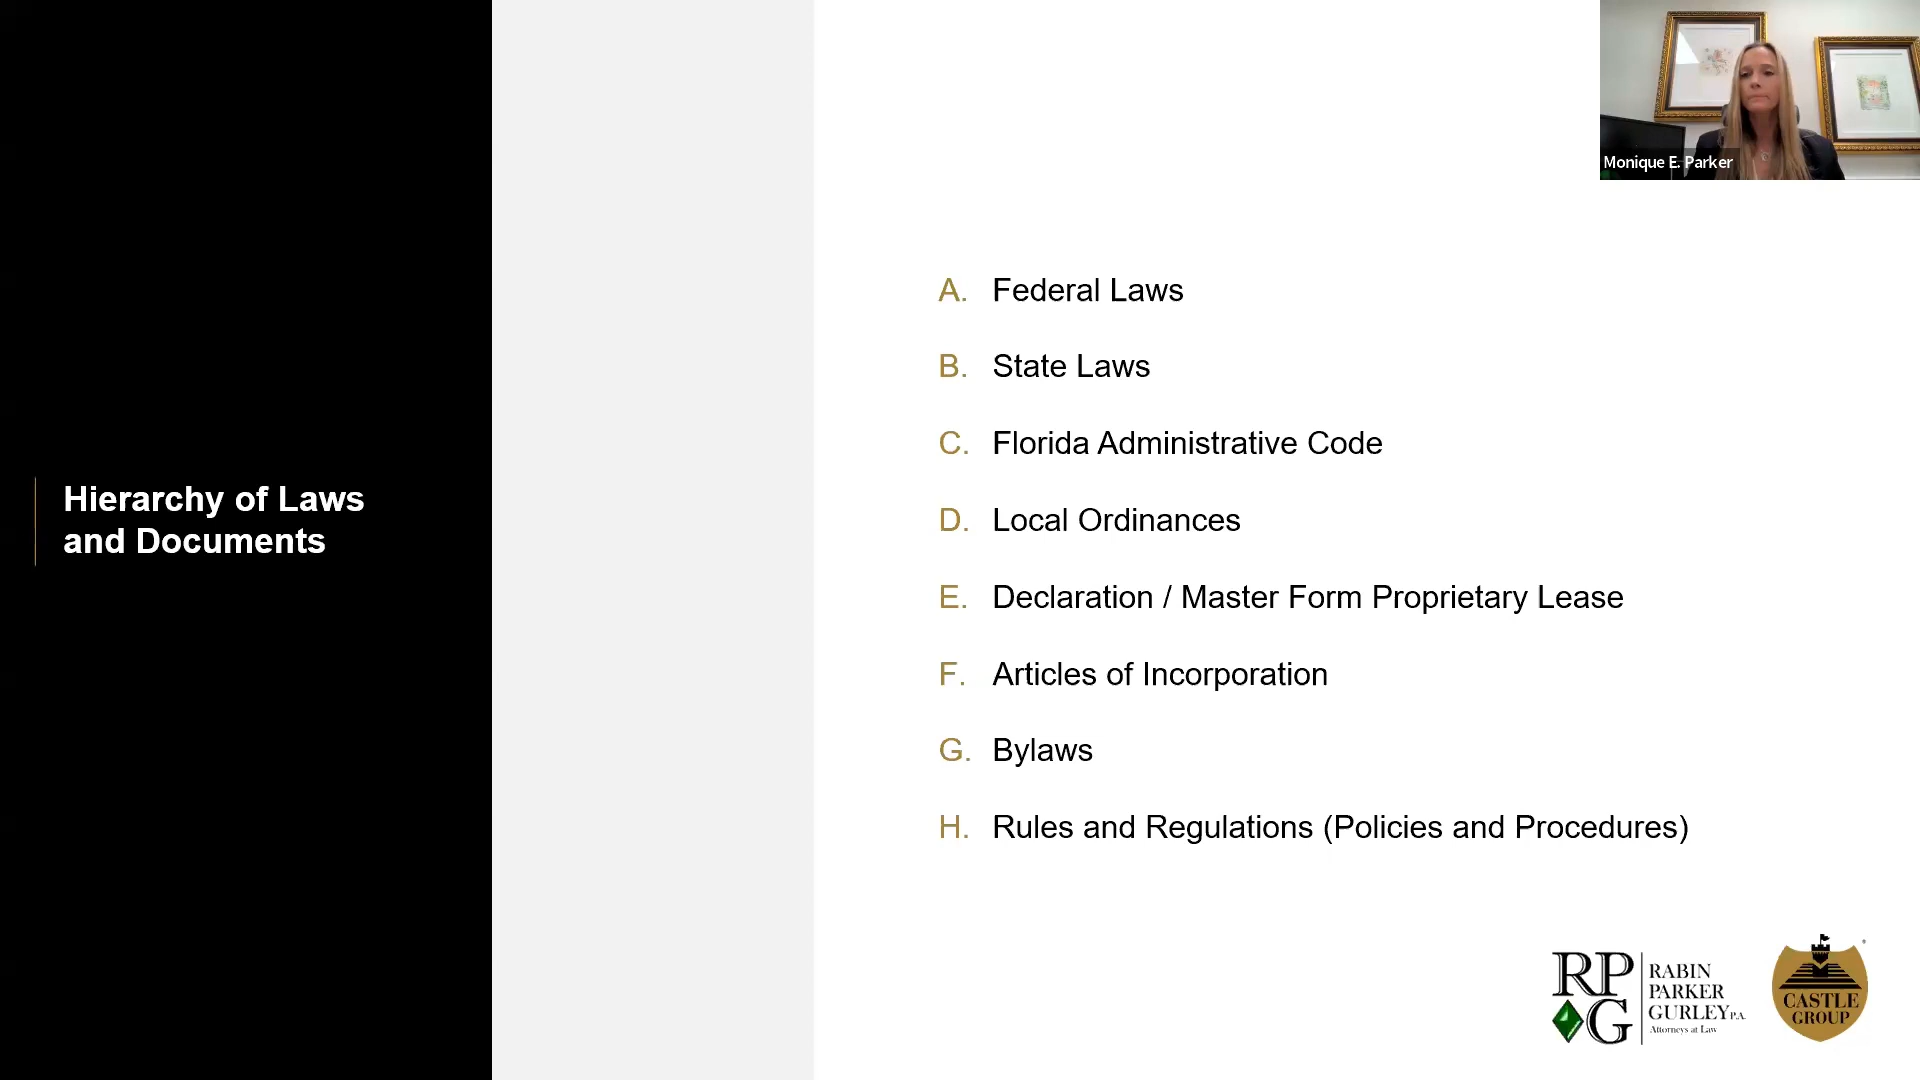 Monique E. Parker
Hierarchy of Laws
and Documents
A. Federal Laws
B. State Laws
C. Florida Administrative Code
D. Local Ordinances
E. Declaration / Master Form Proprietary Lease
F. Articles of Incorporation
G. Bylaws
H. Rules and Regulations (Policies and Procedures)
RP
G
RABIN
PARKER
GURLEY P.A.
Attorneys at Law
CASTLE
GROUP